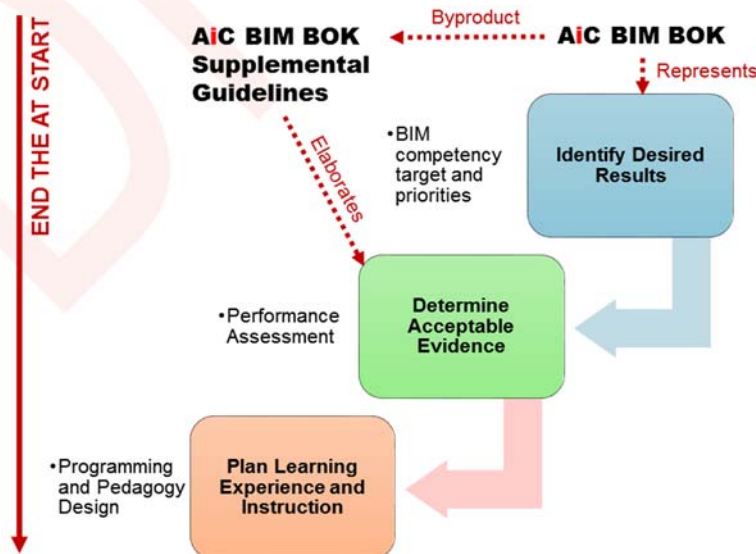 END THE AT START
AiC BIM BOK
Supplemental
Guidelines
Byproduct
AiC BIM BOK
Represents
Elaborates
•BIM
competency
target and
priorities
Identify Desired
Results
•Performance
Assessment
Determine
Acceptable
Evidence
•Programming
and Pedagogy
Design
Plan Learning
Experience and
Instruction